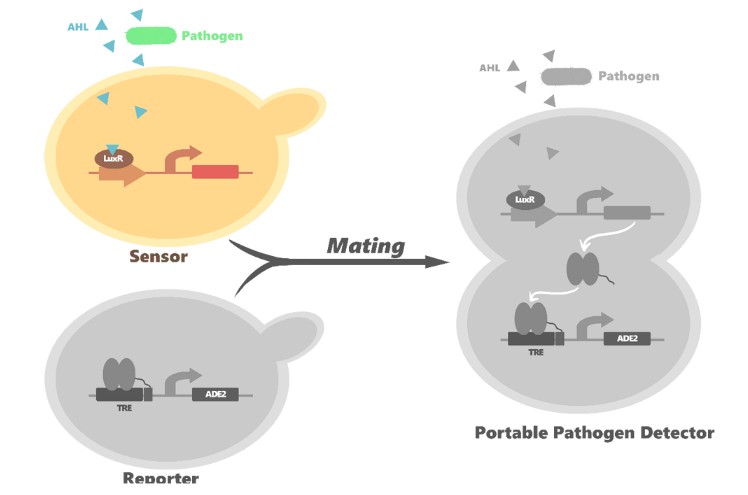 AHL
Pathogen
LuxR
Sensor
Mating
TRE
ADE2
Reporter
AHL
Pathogen
LuxR
TRE
ADE2
Portable Pathogen Detector